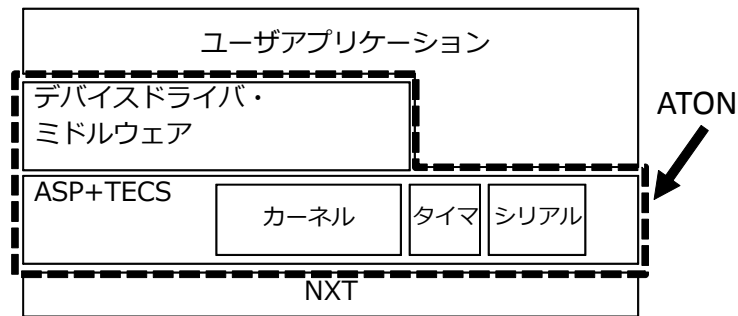 ユーザアプリケーション
デバイスドライバ・
ミドルウェア
ATON
ASP+TECS
カーネル
タイマ
シリアル
NXT